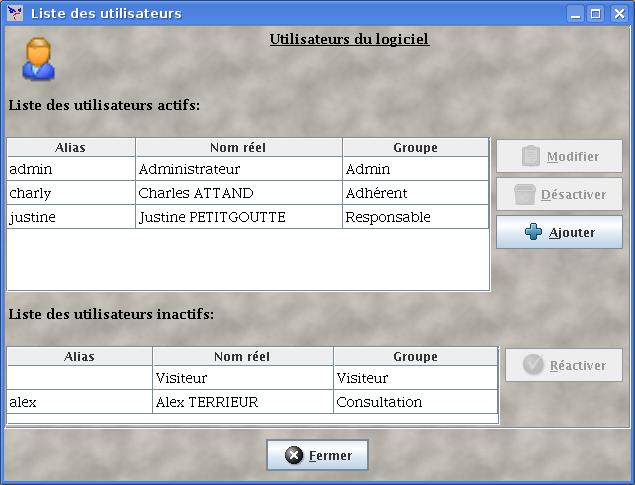 Liste des utilisateurs
Utilisateurs du logiciel
Liste des utilisateurs actifs:
Alias Nom réel Groupe
admin Administrateur Admin
charly Charles ATTAND Adhérent
justine Justine PETITGOUTTE Responsable
Modifier
Désactiver
Ajouter
Liste des utilisateurs inactifs:
Alias Nom réel Groupe
Visiteur Visiteur
alex Alex TERRIEUR Consultation
Réactiver
Fermer